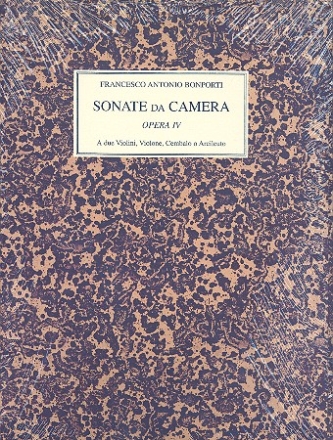 FRANCESCO ANTONIO BONPORTI
SONATE DA CAMERA
OPERA IV
A due Violini, Violone, Cembalo o Arcileuto